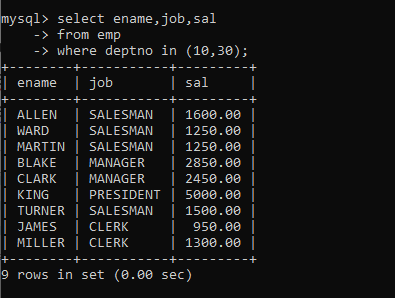 mysql> select ename,job,sal
    -> from emp
    -> where deptno in (10,30);
+--------+-----------+---------+
| ename  | job       | sal     |
+--------+-----------+---------+
| ALLEN  | SALESMAN  | 1600.00 |
| WARD   | SALESMAN  | 1250.00 |
| MARTIN | SALESMAN  | 1250.00 |
| BLAKE  | MANAGER   | 2850.00 |
| CLARK  | MANAGER   | 2450.00 |
| KING   | PRESIDENT | 5000.00 |
| TURNER | SALESMAN  | 1500.00 |
| JAMES  | CLERK     |  950.00 |
| MILLER | CLERK     | 1300.00 |
+--------+-----------+---------+
9 rows in set (0.00 sec)